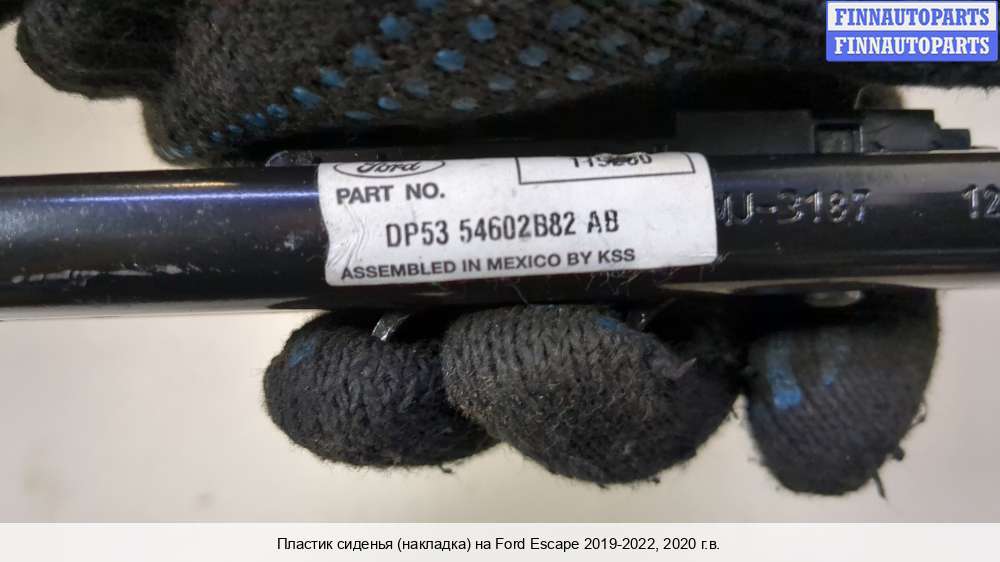 FINNAUTOPARTS
FINNAUTOPARTS
Ford
PART NO.
DP53 54602B82 AB
ASSEMBLED IN MEXICO BY KSS
Пластик сиденья (накладка) на Ford Escape 2019-2022, 2020 г.в.